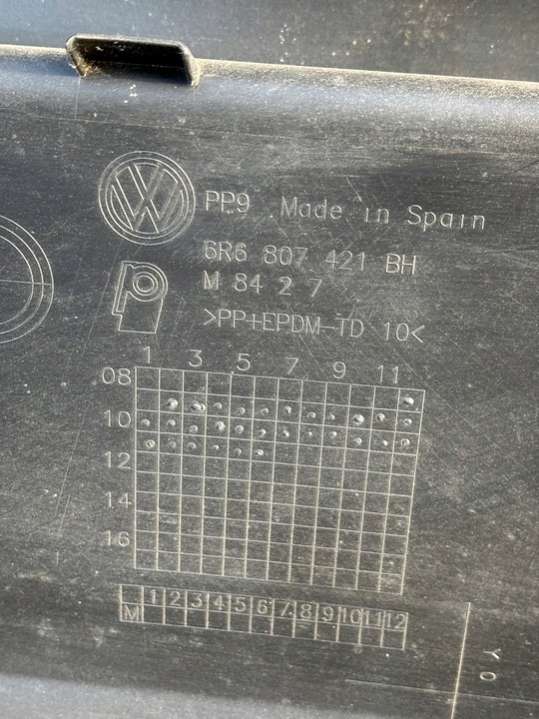 PP9 Made in Spain
6R6 807 421 BH
M 84 2 7
>PP+EPDM-TD 10<
1 3 5 7 9 11
08
10
12
14
16
1 2 3 4 5 6 7 8 9 10 11 12
M